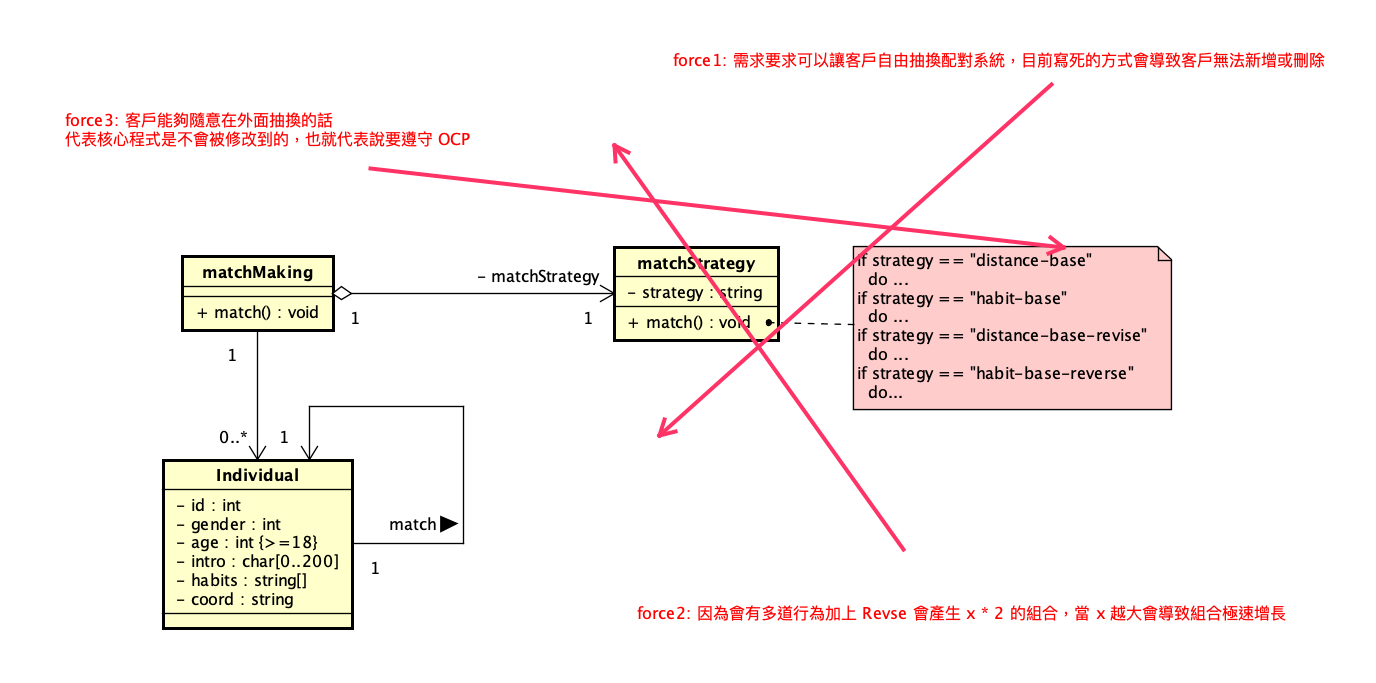 force1: 需求要求可以讓客戶自由抽換配對系統，目前寫死的方式會導致客戶無法新增或刪除
force3: 客戶能夠隨意在外面抽換的話
代表核心程式是不會被修改到的，也就代表說要遵守 OCP
matchMaking
+ match() : void
- matchStrategy
1
1
matchStrategy
- strategy : string
+ match() : void
if strategy == "distance-base"
do ...
if strategy == "habit-base"
do ...
if strategy == "distance-base-revise"
do ...
if strategy == "habit-base-reverse"
do...
1
0..*
1
Individual
- id : int
- gender : int
- age : int {>=18}
- intro : char[0..200]
- habits : string[]
- coord : string
match
1
force2: 因為會有多道行為加上 Revse 會產生 x * 2 的組合，當 x 越大會導致組合極速增長